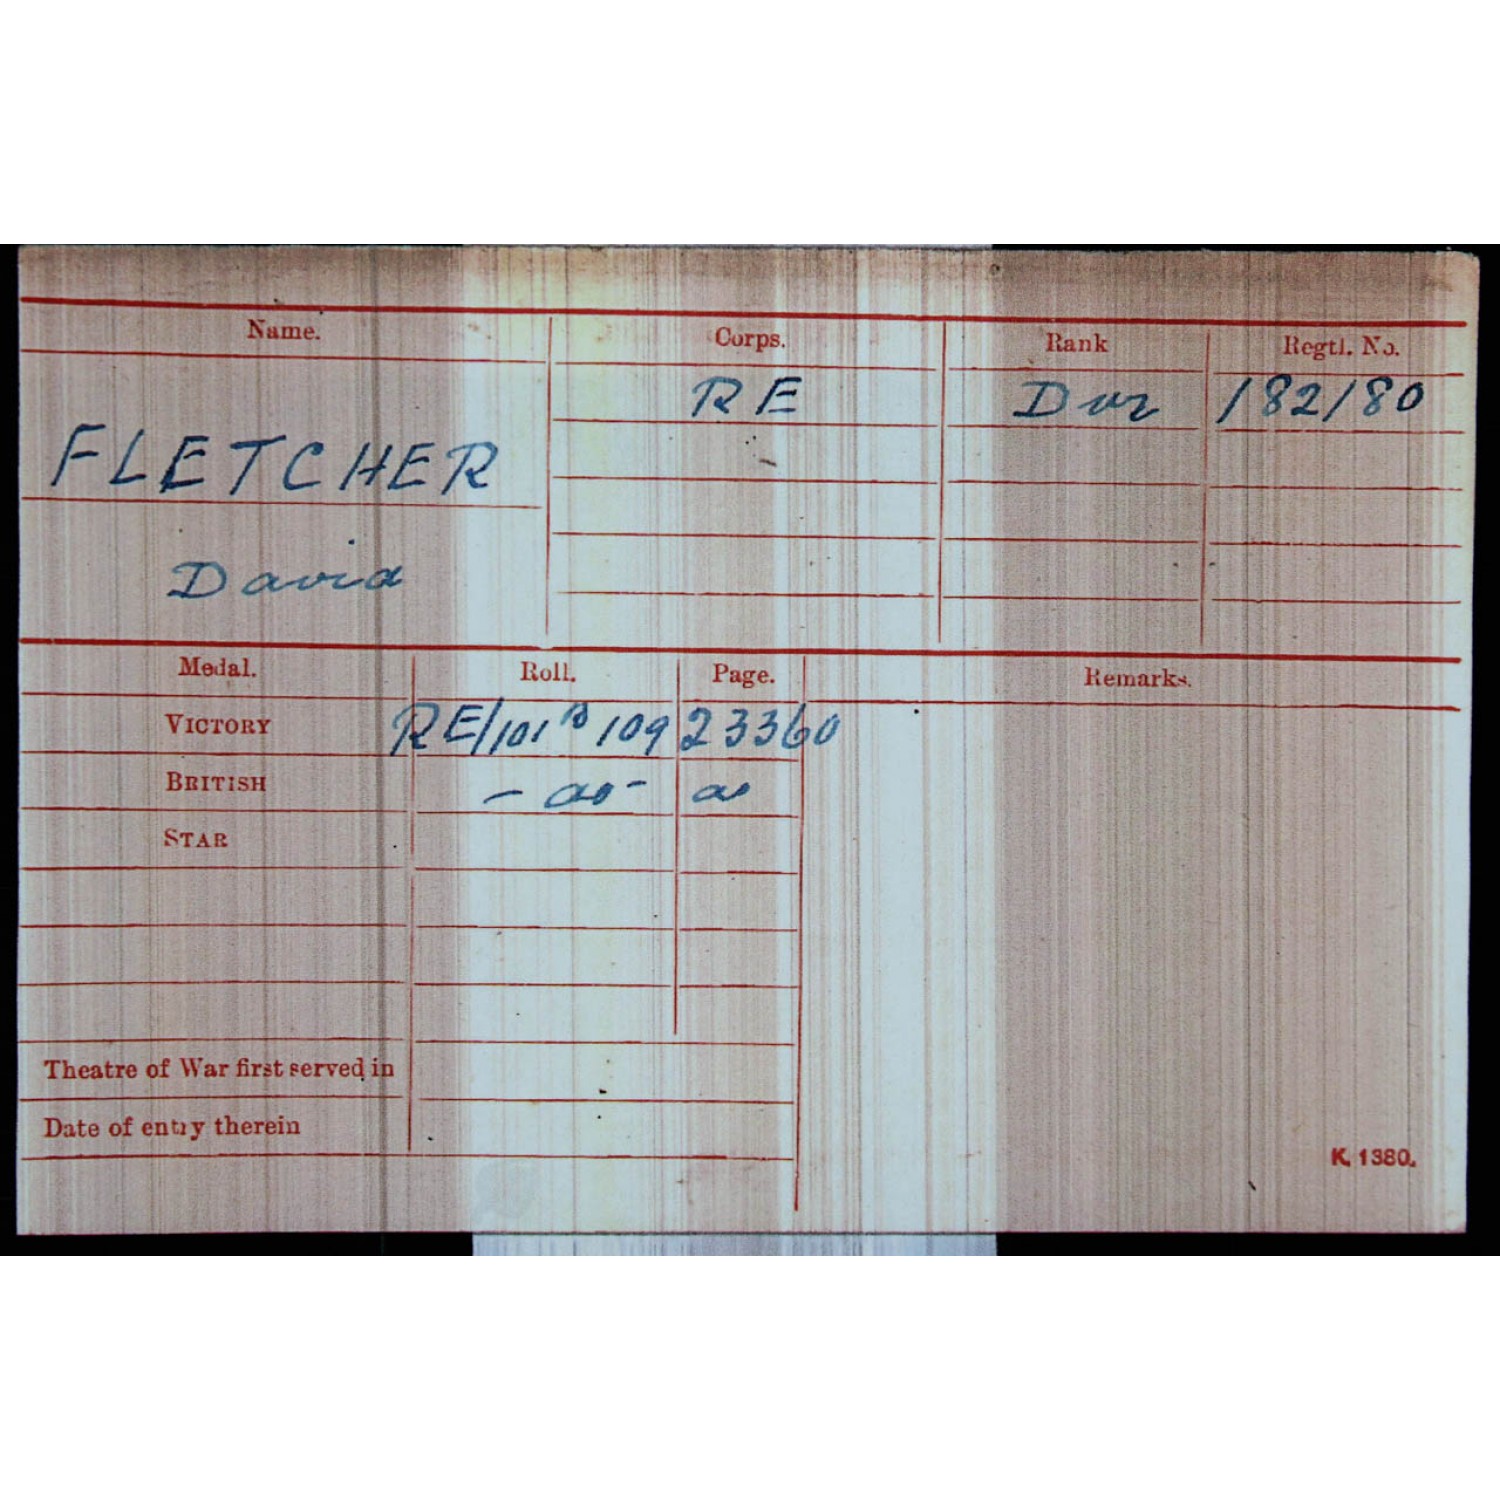 Name. Corps. Rank Regtl. No.
RE Dvr 182180
FLETCHER
David
Medal. Roll. Page. Remarks.
VICTORY RE/101 B 109 23360
BRITISH - do - do
STAR
Theatre of War first served in
Date of entry therein
K. 1380.